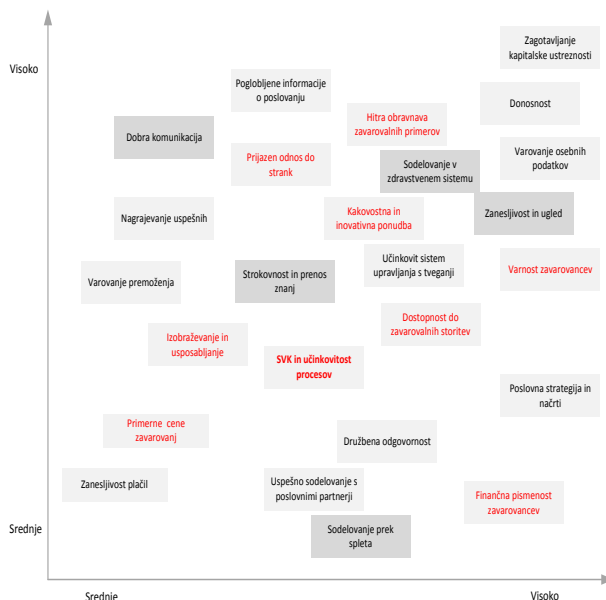 Zagotavljanje
kapitalske ustreznosti
Visoko
Poglobljene informacije
o poslovanju
Donosnost
Hitra obravnava
zavarovalnih primerov
Dobra komunikacija
Prijazen odnos do
strank
Varovanje osebnih
podatkov
Sodelovanje v
zdravstvenem sistemu
Nagrajevanje uspešnih
Kakovostna in
inovativna ponudba
Zanesljivost in ugled
Učinkovit sistem
upravljanja s tveganji
Varnost zavarovancev
Varovanje premoženja
Strokovnost in prenos
znanj
Dostopnost do
zavarovalnih storitev
Izobraževanje in
usposabljanje
SVK in učinkovitost
procesov
Poslovna strategija in
načrti
Primerne cene
zavarovanj
Družbena odgovornost
Zanesljivost plačil
Uspešno sodelovanje s
poslovnimi partnerji
Finančna pismenost
zavarovancev
Srednje
Sodelovanje prek
spleta
Srednje
Visoko